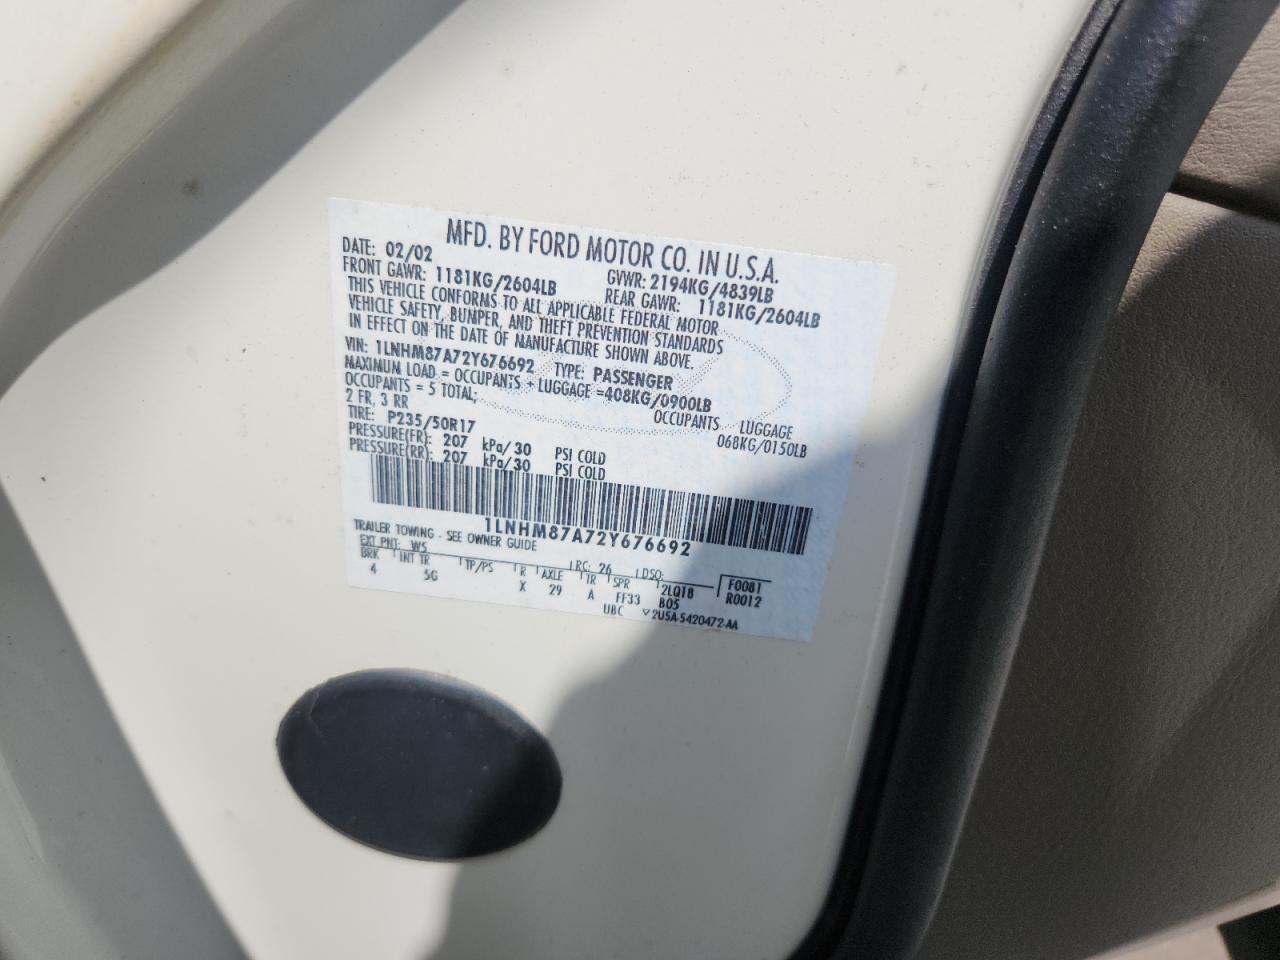 MFD. BY FORD MOTOR CO. IN U.S.A.
DATE: 02/02 GVWR: 2194KG/4839LB
FRONT GAWR: 1181KG/2604LB REAR GAWR: 1181KG/2604LB
THIS VEHICLE CONFORMS TO ALL APPLICABLE FEDERAL MOTOR
VEHICLE SAFETY, BUMPER, AND THEFT PREVENTION STANDARDS
IN EFFECT ON THE DATE OF MANUFACTURE SHOWN ABOVE.
VIN: 1LNHM87A72Y676692 TYPE: PASSENGER
MAXIMUM LOAD = OCCUPANTS + LUGGAGE =408KG/0900LB
OCCUPANTS = 5 TOTAL; OCCUPANTS LUGGAGE
2 FR, 3 RR 068KG/0150LB
TIRE: P235/50R17
PRESSURE(FR): 207 kPa/30 PSI COLD
PRESSURE(RR): 207 kPa/30 PSI COLD
1LNHM87A72Y676692
TRAILER TOWING - SEE OWNER GUIDE
EXT PNT: W5 RC: 26 DSO:
BRK INT TR TP/PS R AXLE TR SPR 2LQ18 F0081
4 5G X 29 A FF33 B05 R0012
UBC ▽2U5A-5420472-AA